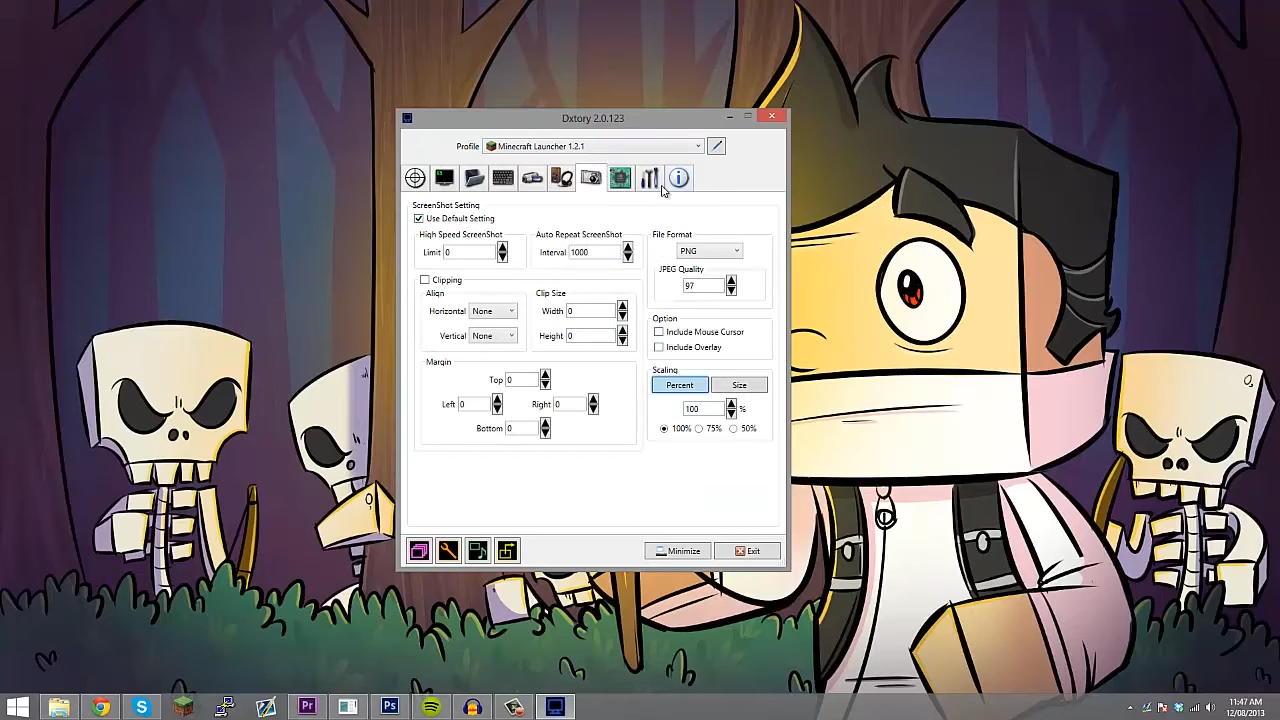 Dxtory 2.0.123
Profile Minecraft Launcher 1.2.1
ScreenShot Setting
Use Default Setting
High Speed ScreenShot
Limit 0
Auto Repeat ScreenShot
Interval 1000
File Format
PNG
JPEG Quality
97
Clipping
Align
Horizontal None
Vertical None
Clip Size
Width 0
Height 0
Option
Include Mouse Cursor
Include Overlay
Margin
Top 0
Left 0 Right 0
Bottom 0
Scaling
Percent Size
100 %
100% 75% 50%
Minimize Exit
Pr
Ps
11:47 AM
12/08/2013